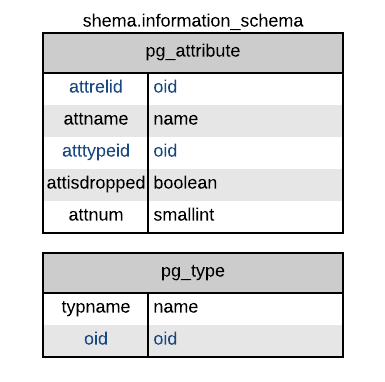 shema.information_schema
pg_attribute
attrelid oid
attname name
atttypeid oid
attisdropped boolean
attnum smallint
pg_type
typname name
oid oid